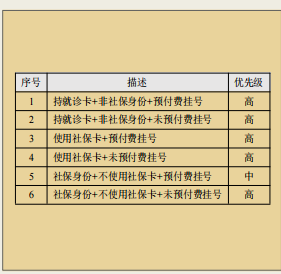 序号 描述 优先级
1 持就诊卡+非社保身份+预付费挂号 高
2 持就诊卡+非社保身份+未预付费挂号 高
3 使用社保卡+预付费挂号 高
4 使用社保卡+未预付费挂号 高
5 社保身份+不使用社保卡+预付费挂号 中
6 社保身份+不使用社保卡+未预付费挂号 高